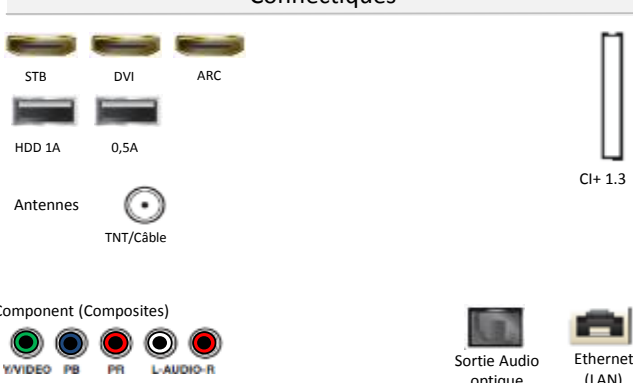 Connectiques
STB DVI ARC
HDD 1A 0,5A
CI+ 1.3
Antennes
TNT/Câble
Component (Composites)
Y/VIDEO PB PR L-AUDIO-R
Sortie Audio
optique
Ethernet
(LAN)